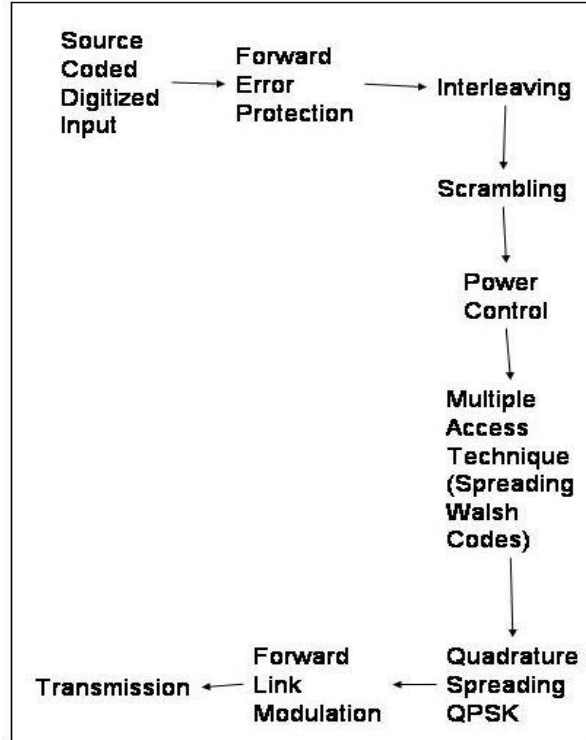 Source
Coded
Digitized
Input
Forward
Error
Protection
Interleaving
Scrambling
Power
Control
Multiple
Access
Technique
(Spreading
Walsh
Codes)
Quadrature
Spreading
QPSK
Forward
Link
Modulation
Transmission